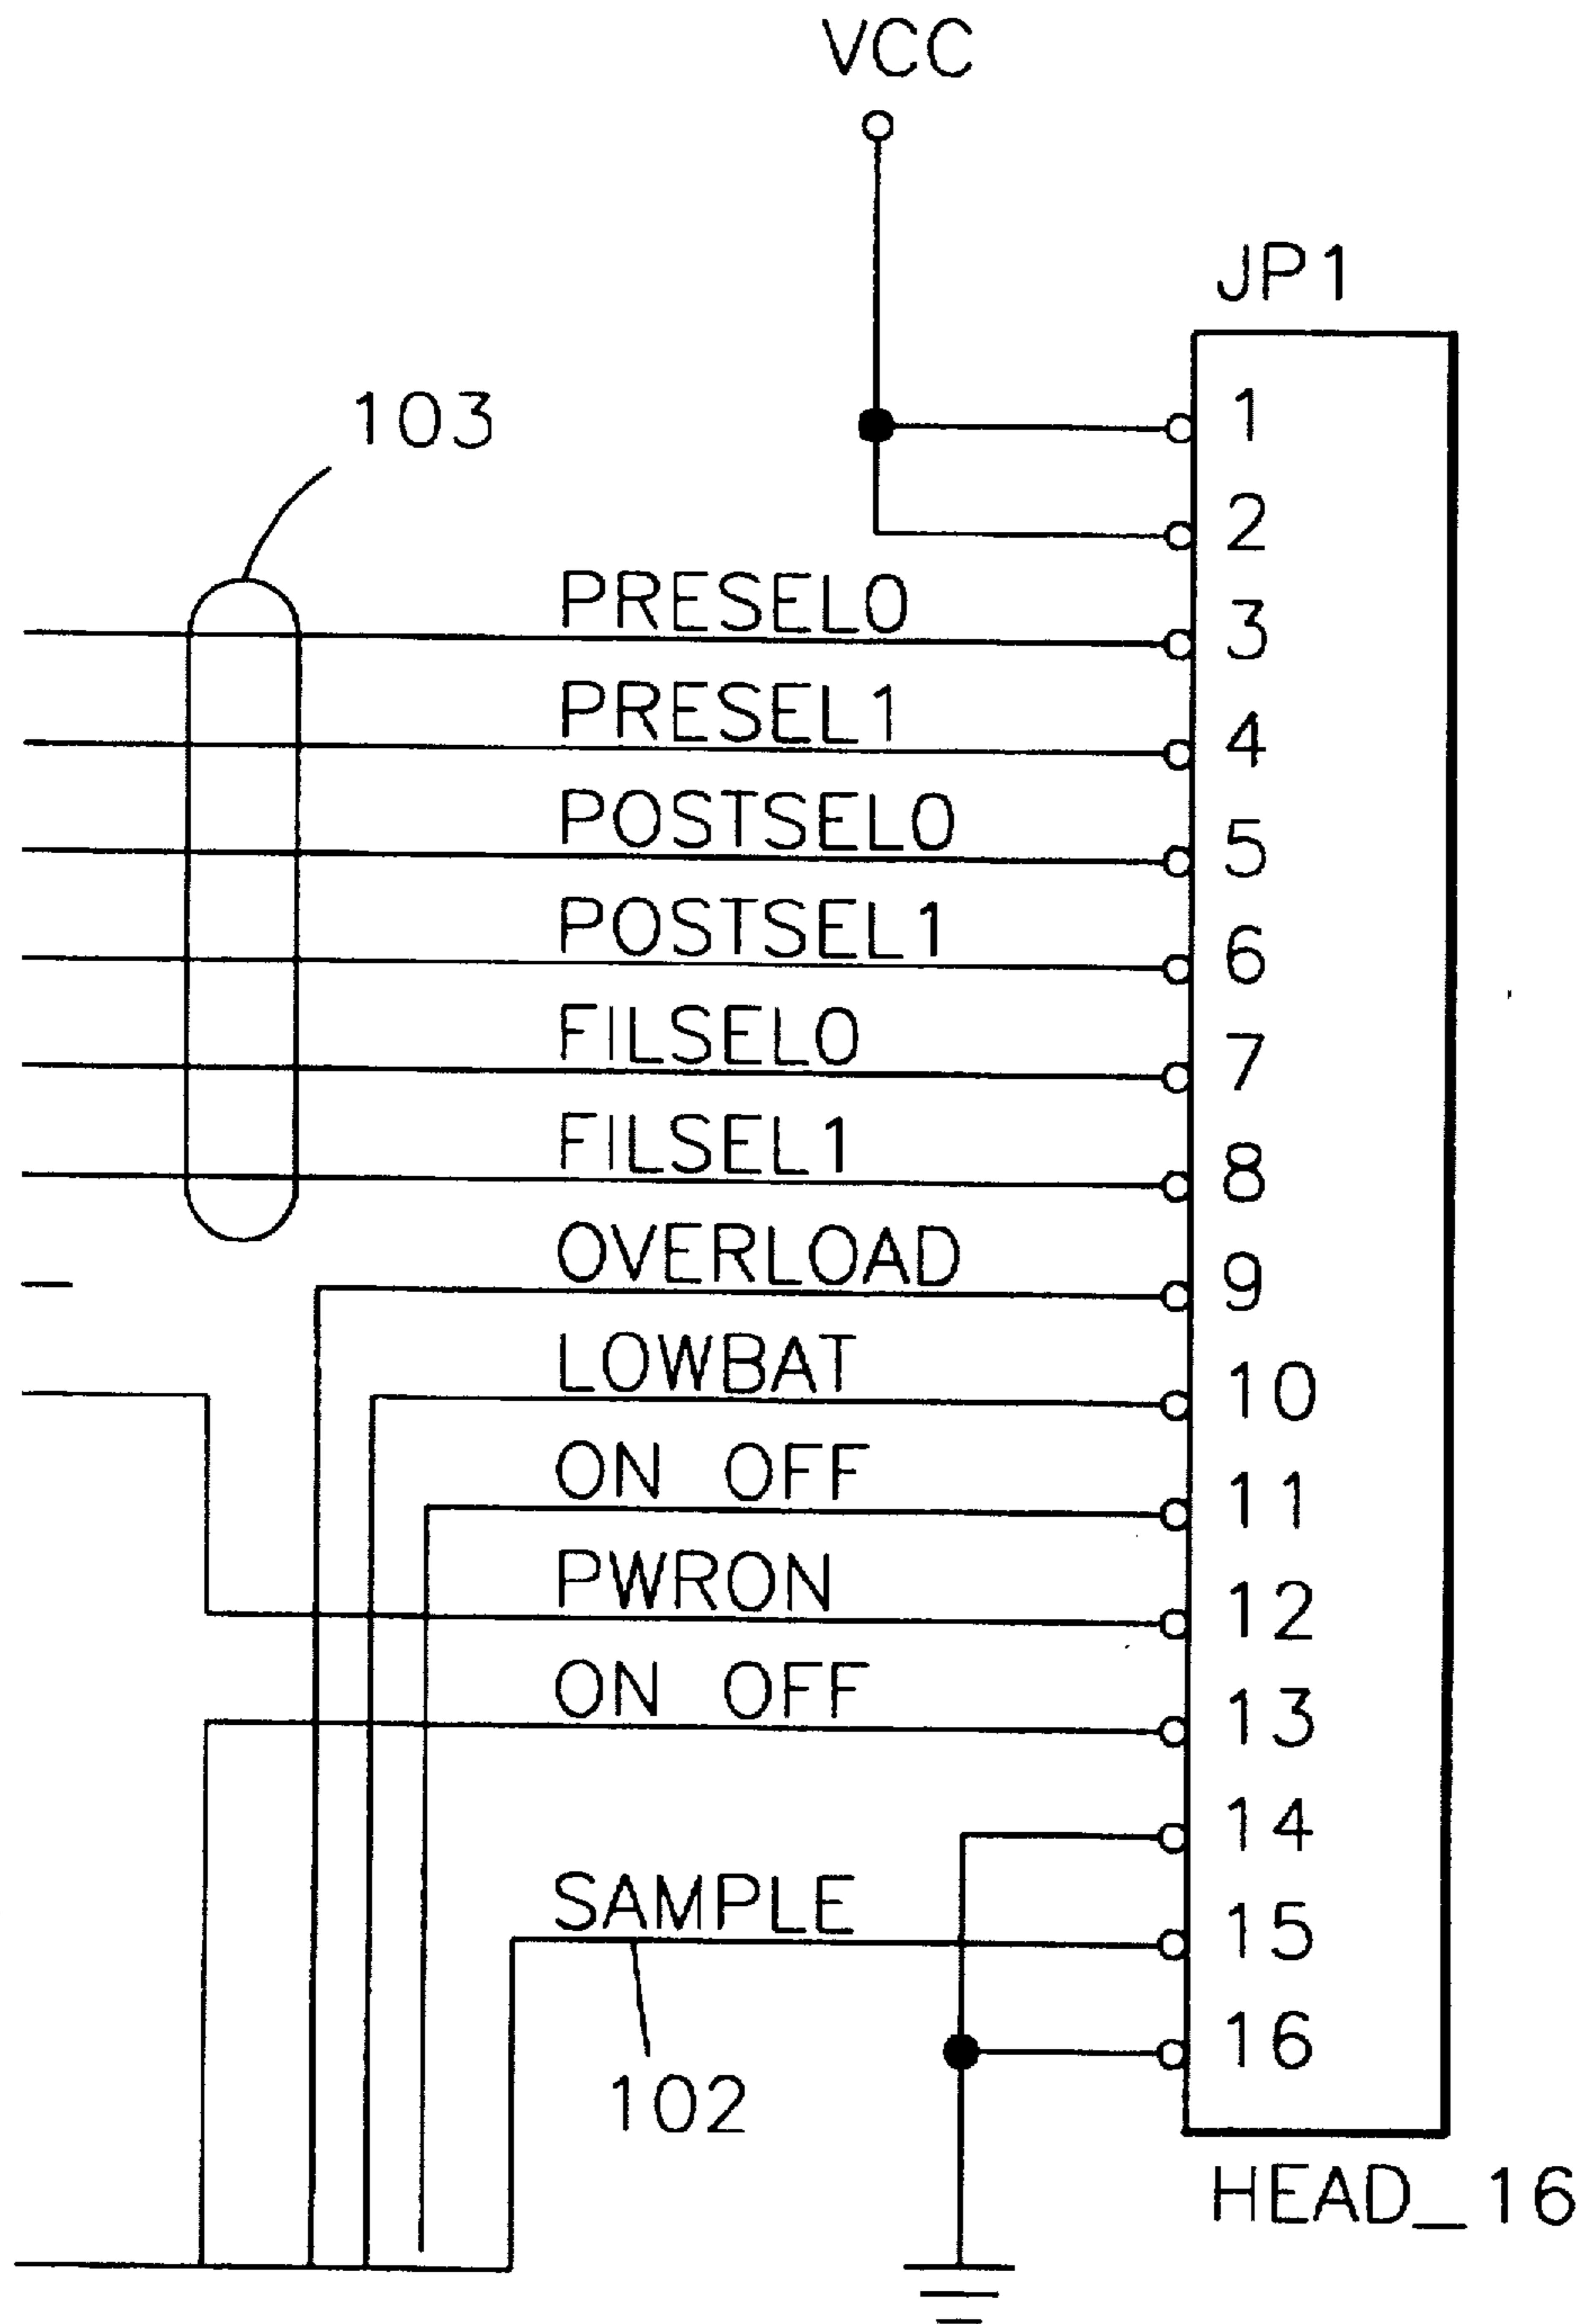 VCC
JP1
103
1
2
PRESEL0
3
PRESEL1
4
POSTSEL0
5
POSTSEL1
6
FILSEL0
7
FILSEL1
8
OVERLOAD
9
LOWBAT
10
ON OFF
11
PWRON
12
ON OFF
13
14
SAMPLE
15
16
102
HEAD_16